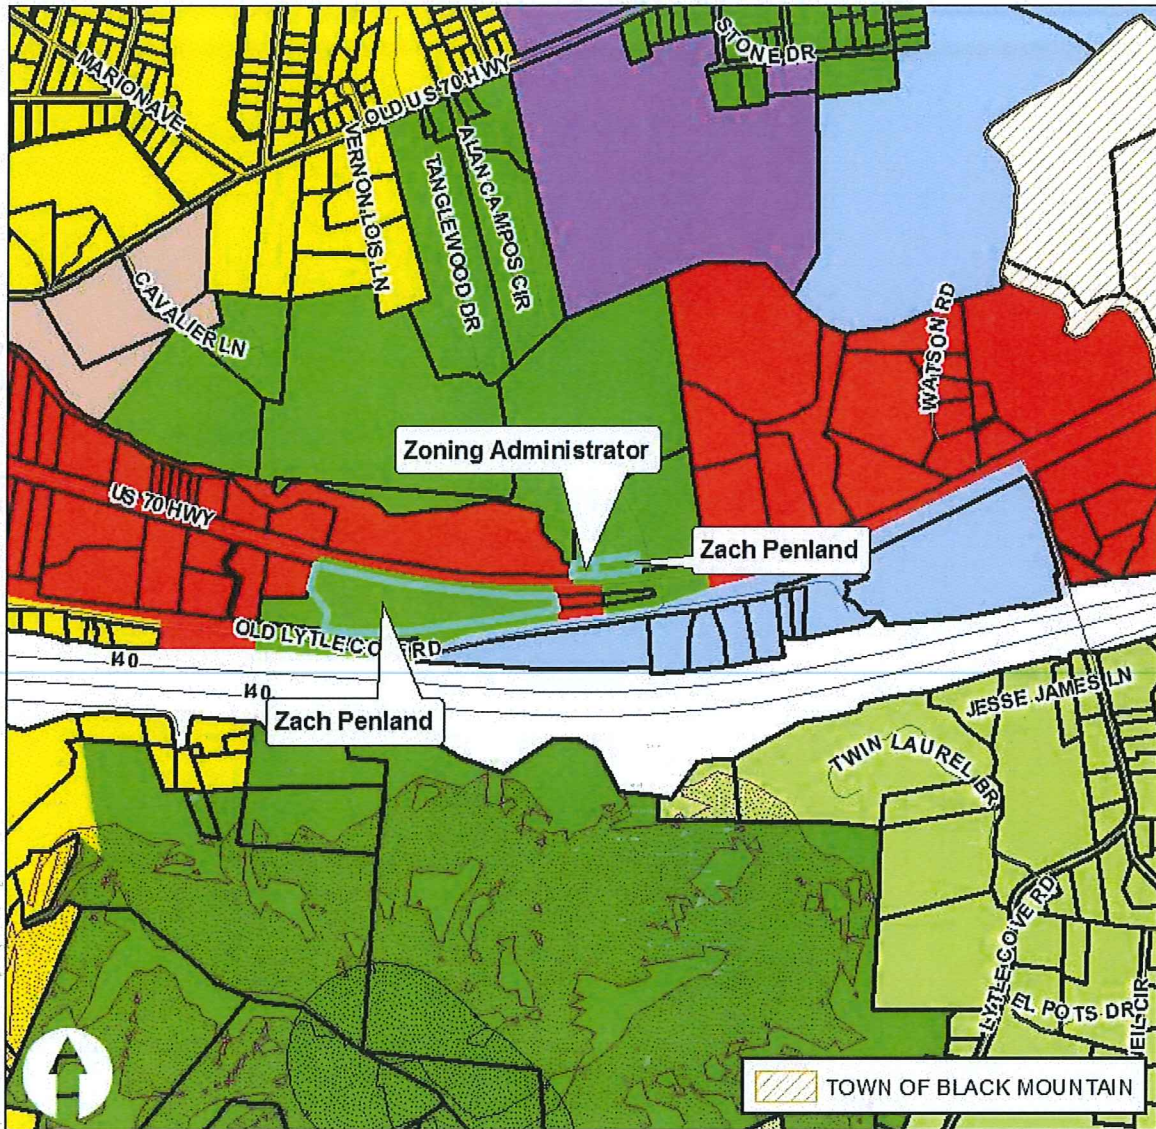 STONE DR
MARION AVE
OLD US 70 HWY
VERNON LOIS LN
TANGLEWOOD DR
ALAN CAMPOS CIR
CAVALIER LN
WATSON RD
Zoning Administrator
US 70 HWY
Zach Penland
OLD LYTLE COVE RD
I40
I40
Zach Penland
JESSE JAMES LN
TWIN LAUREL BR
LYTLE COVE RD
EL POTS DR
NEIL CIR
TOWN OF BLACK MOUNTAIN